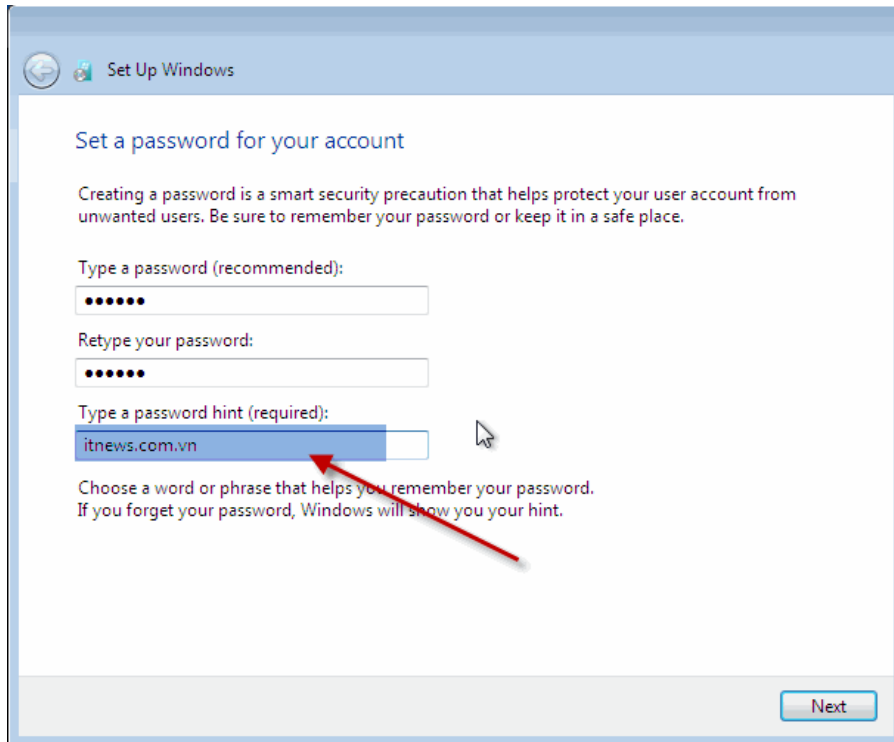 Set Up Windows
Set a password for your account
Creating a password is a smart security precaution that helps protect your user account from
unwanted users. Be sure to remember your password or keep it in a safe place.
Type a password (recommended):
●●●●●●
Retype your password:
●●●●●●
Type a password hint (required):
itnews.com.vn
Choose a word or phrase that helps you remember your password.
If you forget your password, Windows will show you your hint.
Next